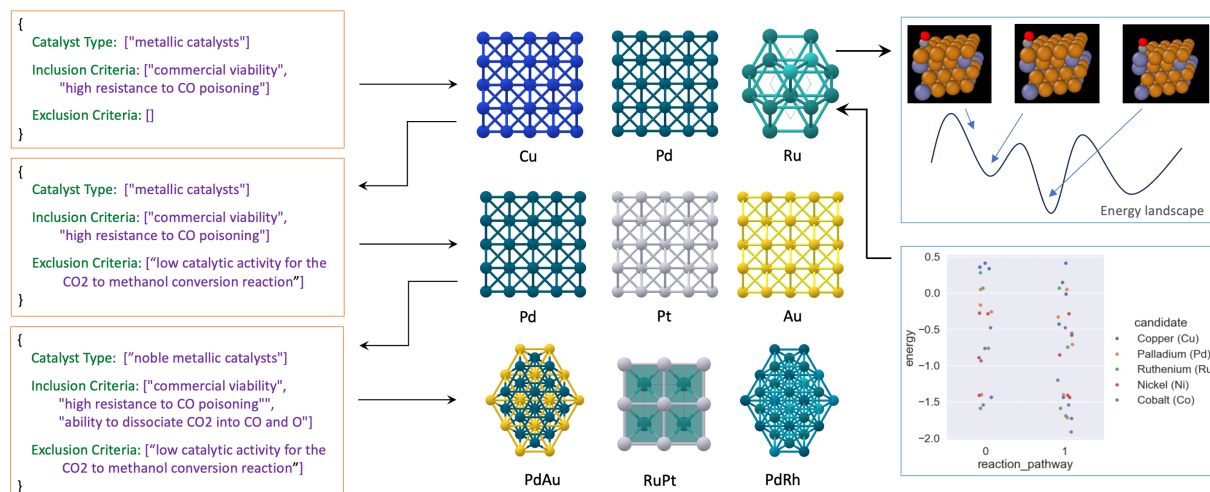 {
Catalyst Type: ["metallic catalysts"]
Inclusion Criteria: ["commercial viability",
"high resistance to CO poisoning"]
Exclusion Criteria: []
}
{
Catalyst Type: ["metallic catalysts"]
Inclusion Criteria: ["commercial viability",
"high resistance to CO poisoning"]
Exclusion Criteria: [“low catalytic activity for the
CO2 to methanol conversion reaction”]
}
{
Catalyst Type: [”noble metallic catalysts"]
Inclusion Criteria: ["commercial viability",
"high resistance to CO poisoning"",
"ability to dissociate CO2 into CO and O"]
Exclusion Criteria: [“low catalytic activity for the
CO2 to methanol conversion reaction”]
}
Cu Pd Ru
Pd Pt Au
PdAu RuPt PdRh
Energy landscape
0.5
0.0
−0.5
−1.0
−1.5
−2.0
energy
0 1
reaction_pathway
candidate
Copper (Cu)
Palladium (Pd)
Ruthenium (Ru
Nickel (Ni)
Cobalt (Co)